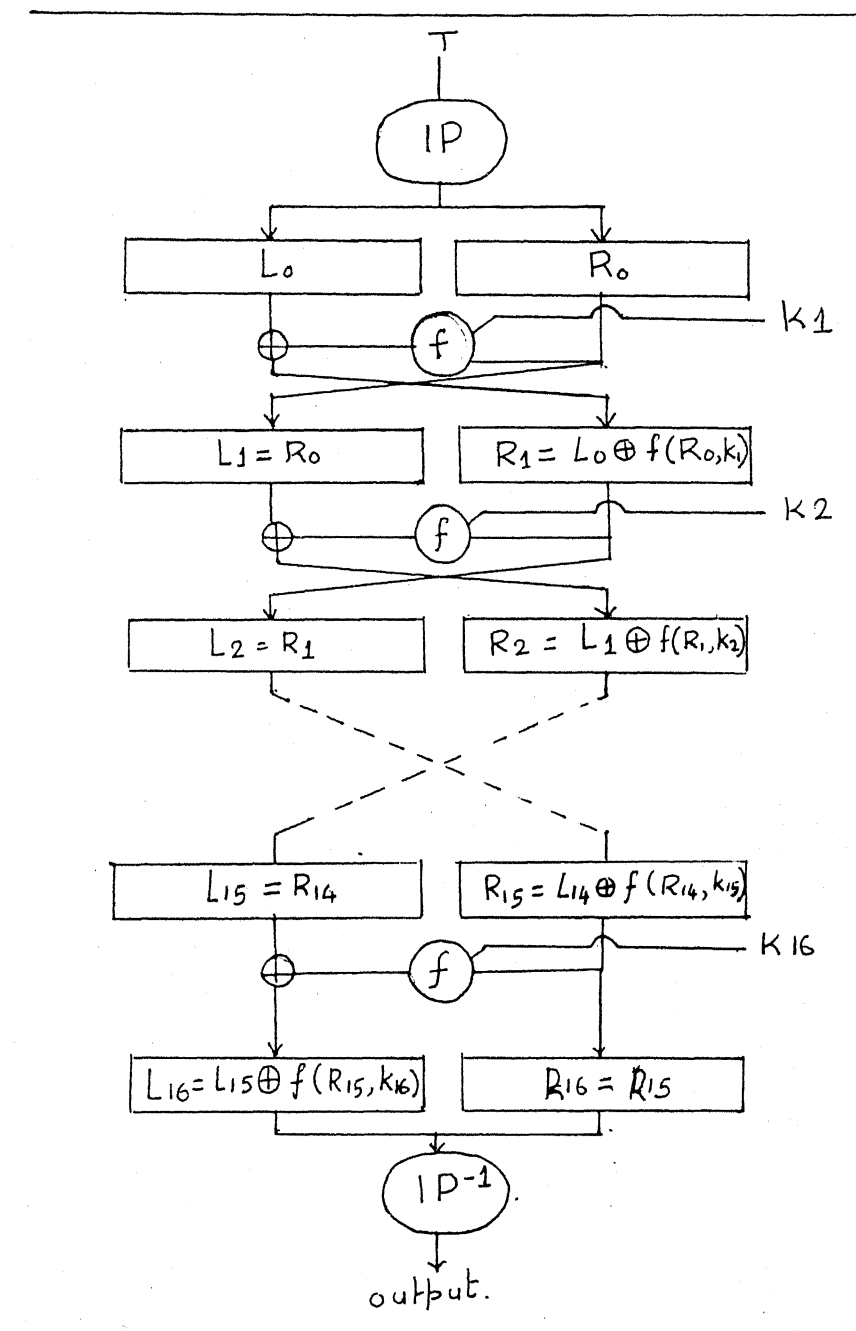 T
IP
L0 R0
K1
f
L1 = R0 R1 = L0 ⊕ f(R0,k1)
K2
f
L2 = R1 R2 = L1 ⊕ f(R1,k2)
L15 = R14 R15 = L14 ⊕ f(R14,k15)
K16
f
L16 = L15 ⊕ f(R15,k16) R16 = R15
IP-1
output.